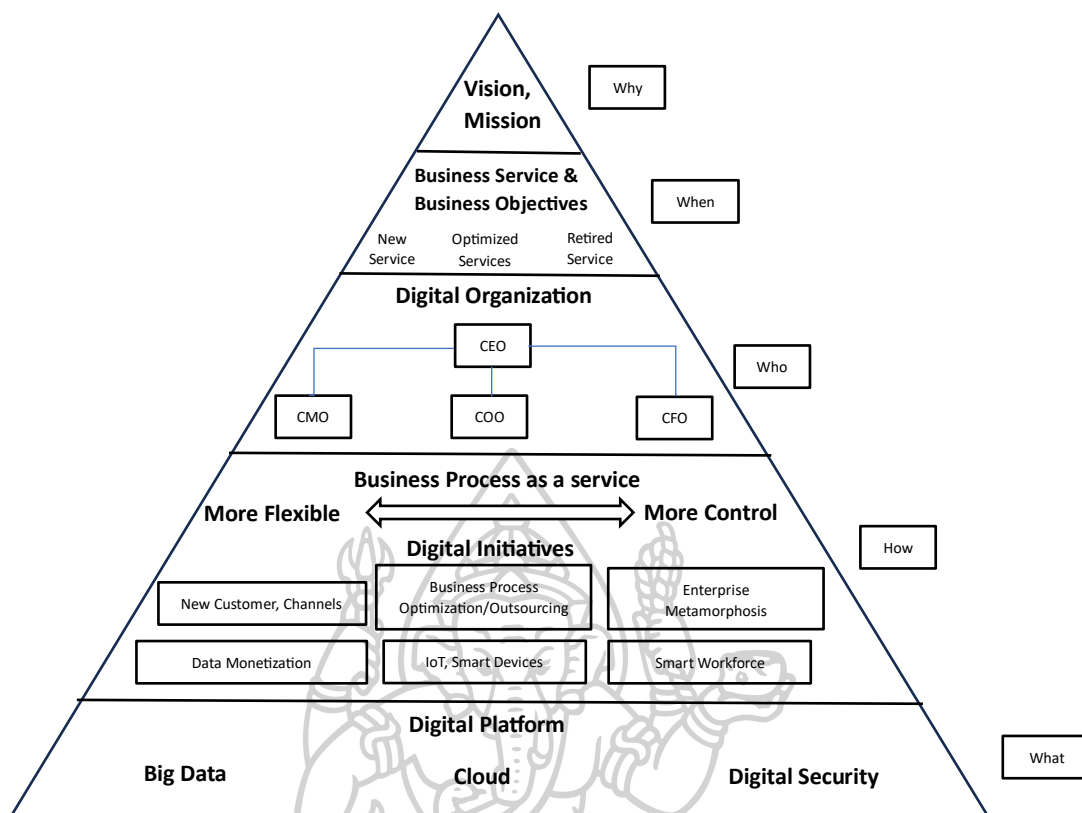 Vision,
Mission
Why
Business Service &
Business Objectives
When
New
Service
Optimized
Services
Retired
Service
Digital Organization
CEO
Who
CMO
COO
CFO
Business Process as a service
More Flexible
More Control
Digital Initiatives
How
New Customer, Channels
Business Process
Optimization/Outsourcing
Enterprise
Metamorphosis
Data Monetization
IoT, Smart Devices
Smart Workforce
Digital Platform
What
Big Data
Cloud
Digital Security